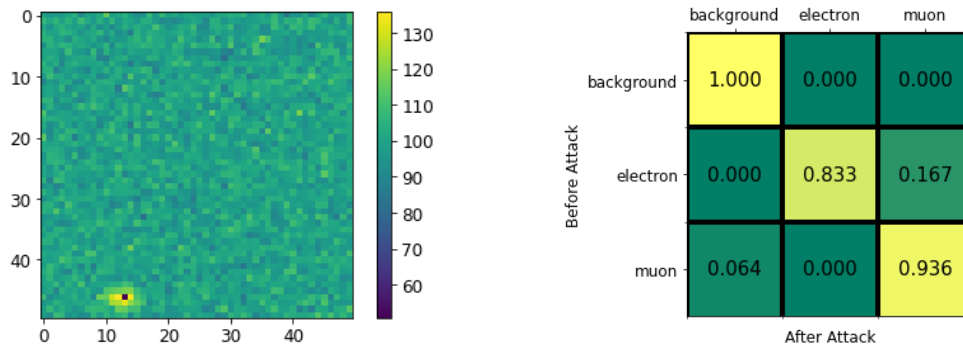 0
10
20
30
40
0 10 20 30 40
130
120
110
100
90
80
70
60
background electron muon
background
electron
muon
Before Attack
1.000 0.000 0.000
0.000 0.833 0.167
0.064 0.000 0.936
After Attack